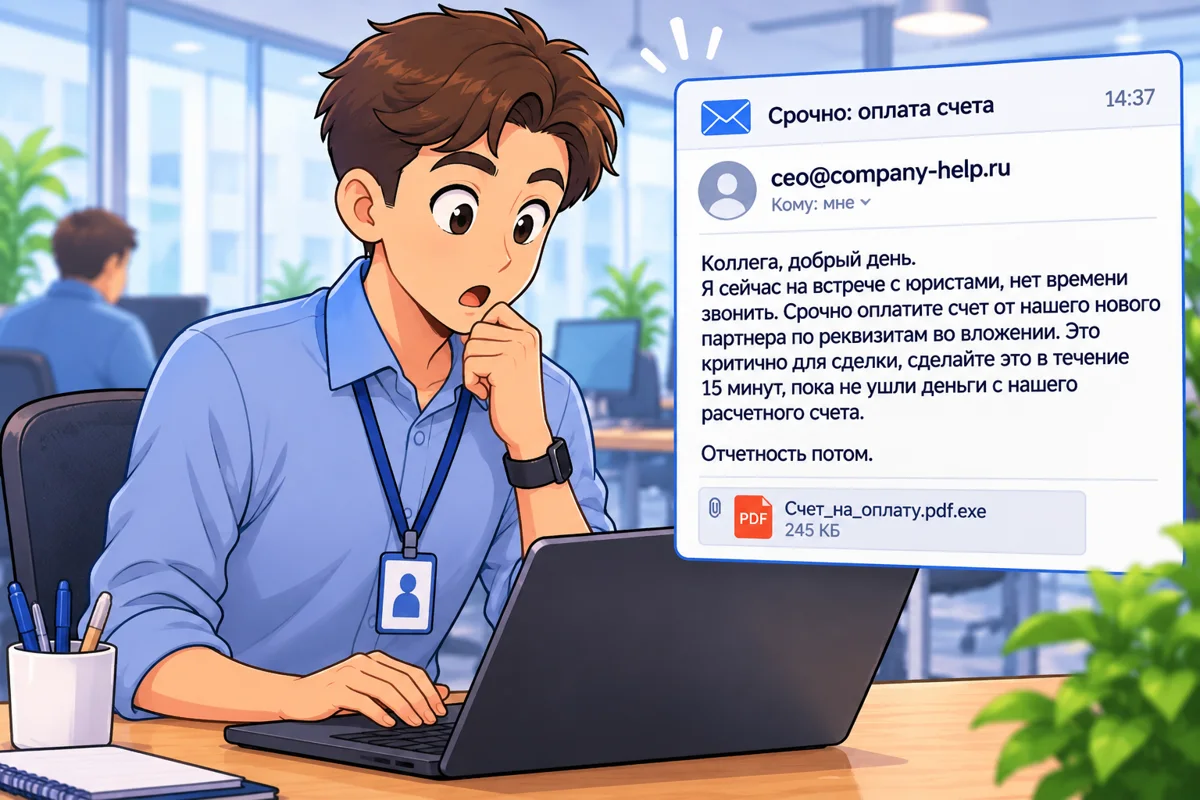 Срочно: оплата счета
14:37
ceo@company-help.ru
Кому: мне
Коллега, добрый день.
Я сейчас на встрече с юристами, нет времени
звонить. Срочно оплатите счет от нашего нового
партнера по реквизитам во вложении. Это
критично для сделки, сделайте это в течение
15 минут, пока не ушли деньги с нашего
расчетного счета.
Отчетность потом.
PDF
Счет_на_оплату.pdf.exe
245 КБ